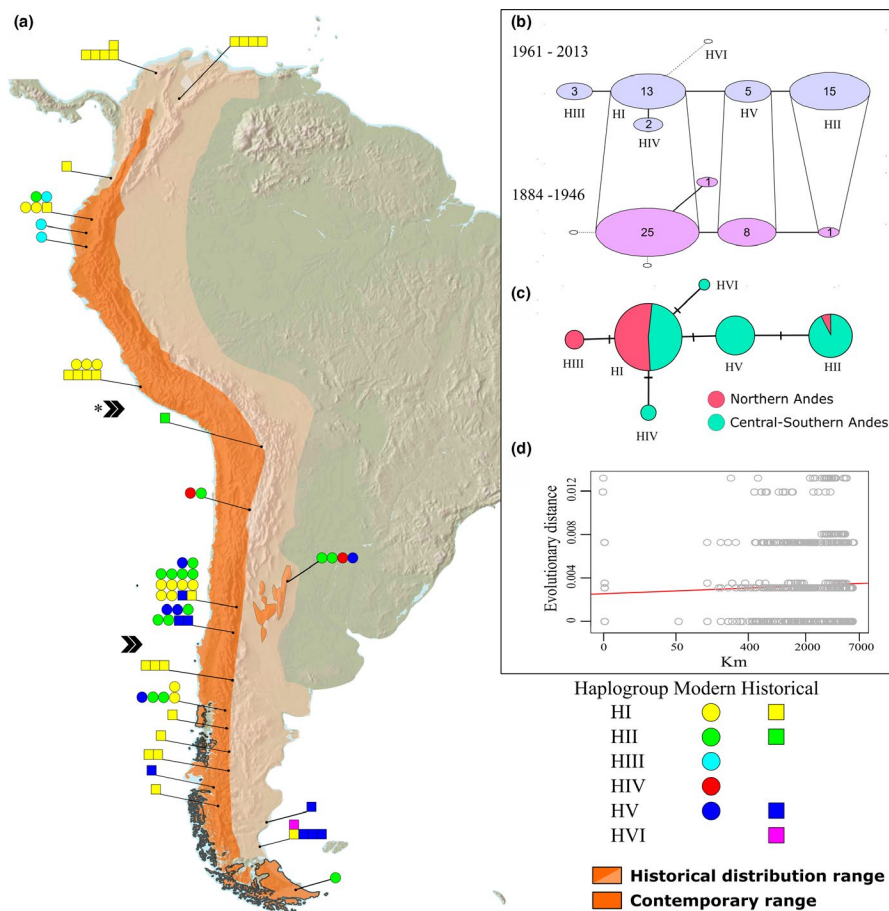 (a)
*
(b)
1961 - 2013
HVI
3
13
5
15
HIII
HI
HV
HII
2
HIV
1884 -1946
1
25
8
1
(c)
HVI
HIII
HI
HV
HII
HIV
Northern Andes
Central-Southern Andes
(d)
Evolutionary distance
0.012
0.008
0.004
0
0
50
400
2000
7000
Km
Haplogroup Modern Historical
HI
HII
HIII
HIV
HV
HVI
Historical distribution range
Contemporary range